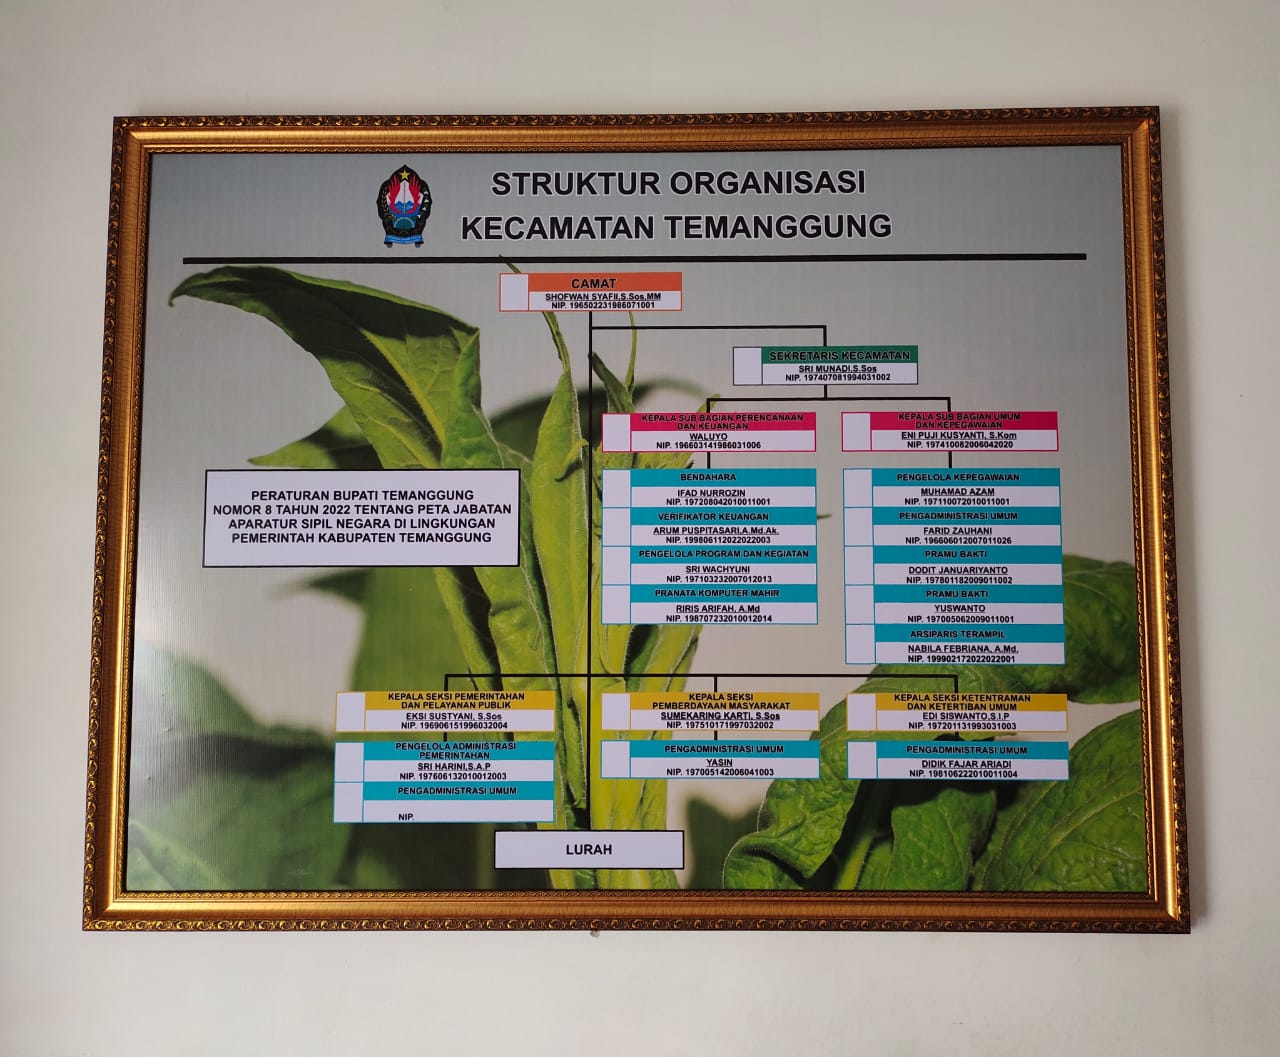 STRUKTUR ORGANISASI
KECAMATAN TEMANGGUNG
CAMAT
SHOFWAN SYAFII,S.Sos,MM
NIP. 196502231986071001
SEKRETARIS KECAMATAN
SRI MUNADI,S.Sos
NIP. 197407081994031002
KEPALA SUB BAGIAN PERENCANAAN
DAN KEUANGAN
WALUYO
NIP. 196603141986031006
KEPALA SUB BAGIAN UMUM
DAN KEPEGAWAIAN
ENI PUJI KUSYANTI, S.Kom
NIP. 197410082006042020
PERATURAN BUPATI TEMANGGUNG
NOMOR 8 TAHUN 2022 TENTANG PETA JABATAN
APARATUR SIPIL NEGARA DI LINGKUNGAN
PEMERINTAH KABUPATEN TEMANGGUNG
BENDAHARA
IFAD NURROZIN
NIP. 197208042010011001
VERIFIKATOR KEUANGAN
ARUM PUSPITASARI,A.Md.Ak.
NIP. 199806112022022003
PENGELOLA PROGRAM DAN KEGIATAN
SRI WACHYUNI
NIP. 197103232007012013
PRANATA KOMPUTER MAHIR
RIRIS ARIFAH, A.Md
NIP. 198707232010012014
PENGELOLA KEPEGAWAIAN
MUHAMAD AZAM
NIP. 197110072010011001
PENGADMINISTRASI UMUM
FARID ZAUHANI
NIP. 196606012007011026
PRAMU BAKTI
DODIT JANUARIYANTO
NIP. 197801182009011002
PRAMU BAKTI
YUSWANTO
NIP. 197005062009011001
ARSIPARIS TERAMPIL
NABILA FEBRIANA, A.Md.
NIP. 199902172022022001
KEPALA SEKSI PEMERINTAHAN
DAN PELAYANAN PUBLIK
EKSI SUSTYANI, S.Sos
NIP. 196906151996032004
PENGELOLA ADMINISTRASI
PEMERINTAHAN
SRI HARINI,S.A.P
NIP. 197606132010012003
PENGADMINISTRASI UMUM
NIP.
KEPALA SEKSI
PEMBERDAYAAN MASYARAKAT
SUMEKARING KARTI, S.Sos
NIP. 197510171997032002
PENGADMINISTRASI UMUM
YASIN
NIP. 197005142006041003
KEPALA SEKSI KETENTRAMAN
DAN KETERTIBAN UMUM
EDI SISWANTO,S.I.P
NIP. 197201131993031003
PENGADMINISTRASI UMUM
DIDIK FAJAR ARIADI
NIP. 198106222010011004
LURAH